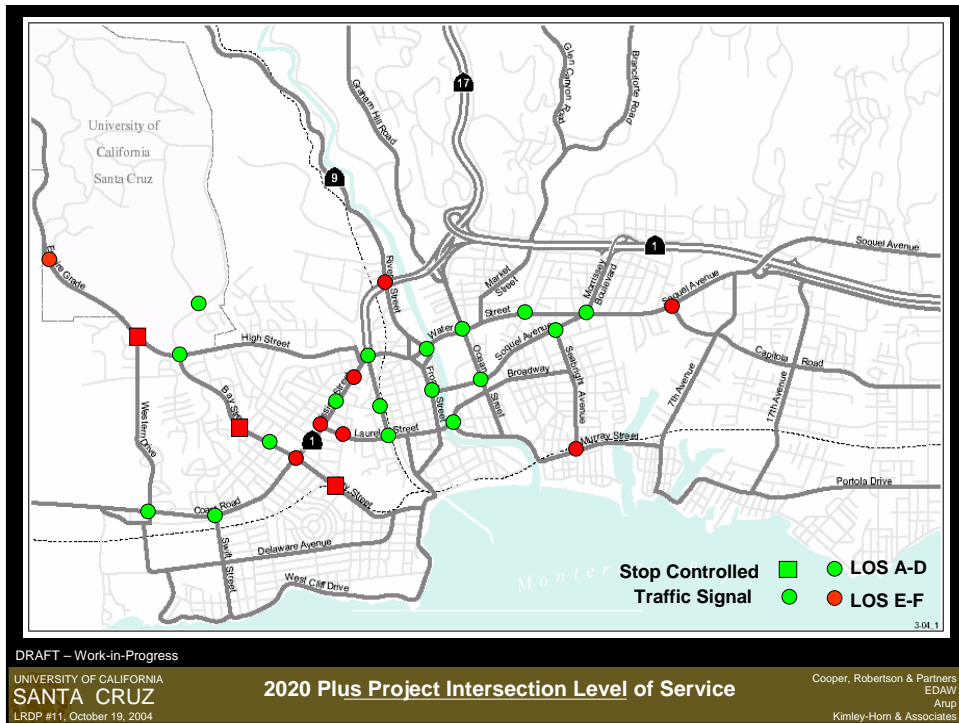 17
Glen Canyon
Road
Branciforte Road
Graham Hill Road
University of
California
Santa Cruz
9
1
Soquel Avenue
Empire Grade
River Street
Market
Street
Morrissey
Boulevard
Soquel Avenue
High Street
Water
Street
Soquel Avenue
Ocean
Street
Front
Street
Broadway
Seabright
Avenue
Capitola Road
7th Avenue
17th Avenue
Bay Street
Western Drive
1
Laurel Street
Murray Street
Street
Coast Road
Portola Drive
Swift Street
Delaware Avenue
West Cliff Drive
Stop Controlled
LOS A-D
Traffic Signal
LOS E-F
3-04_1
DRAFT – Work-in-Progress
UNIVERSITY OF CALIFORNIA
SANTA CRUZ
LRDP #11, October 19, 2004
2020 Plus Project Intersection Level of Service
Cooper, Robertson & Partners
EDAW
Arup
Kimley-Horn & Associates